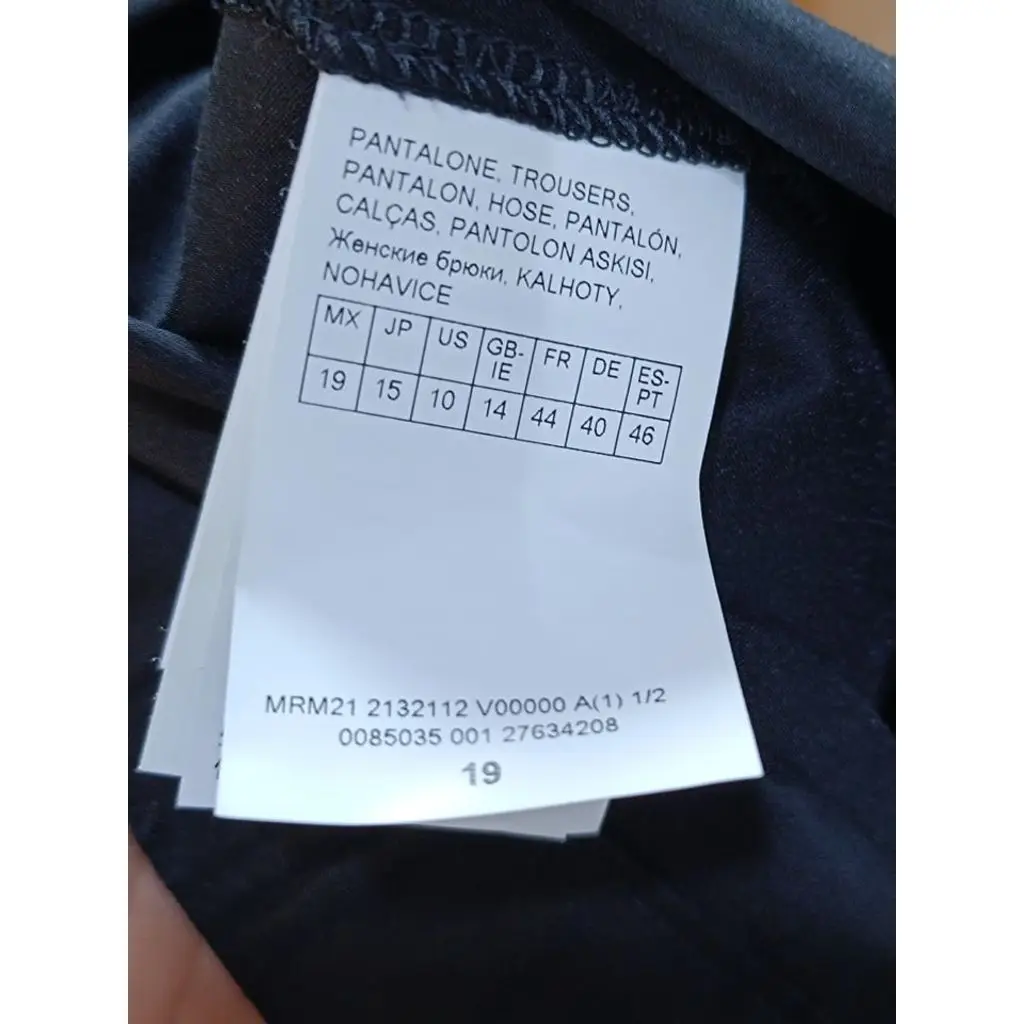 PANTALONE, TROUSERS,
PANTALON, HOSE, PANTALÓN,
CALÇAS, PANTOLON ASKISI,
Женские брюки, KALHOTY,
NOHAVICE
MX JP US GB-IE FR DE ES-PT
19 15 10 14 44 40 46
MRM21 2132112 V00000 A(1) 1/2
0085035 001 27634208
19